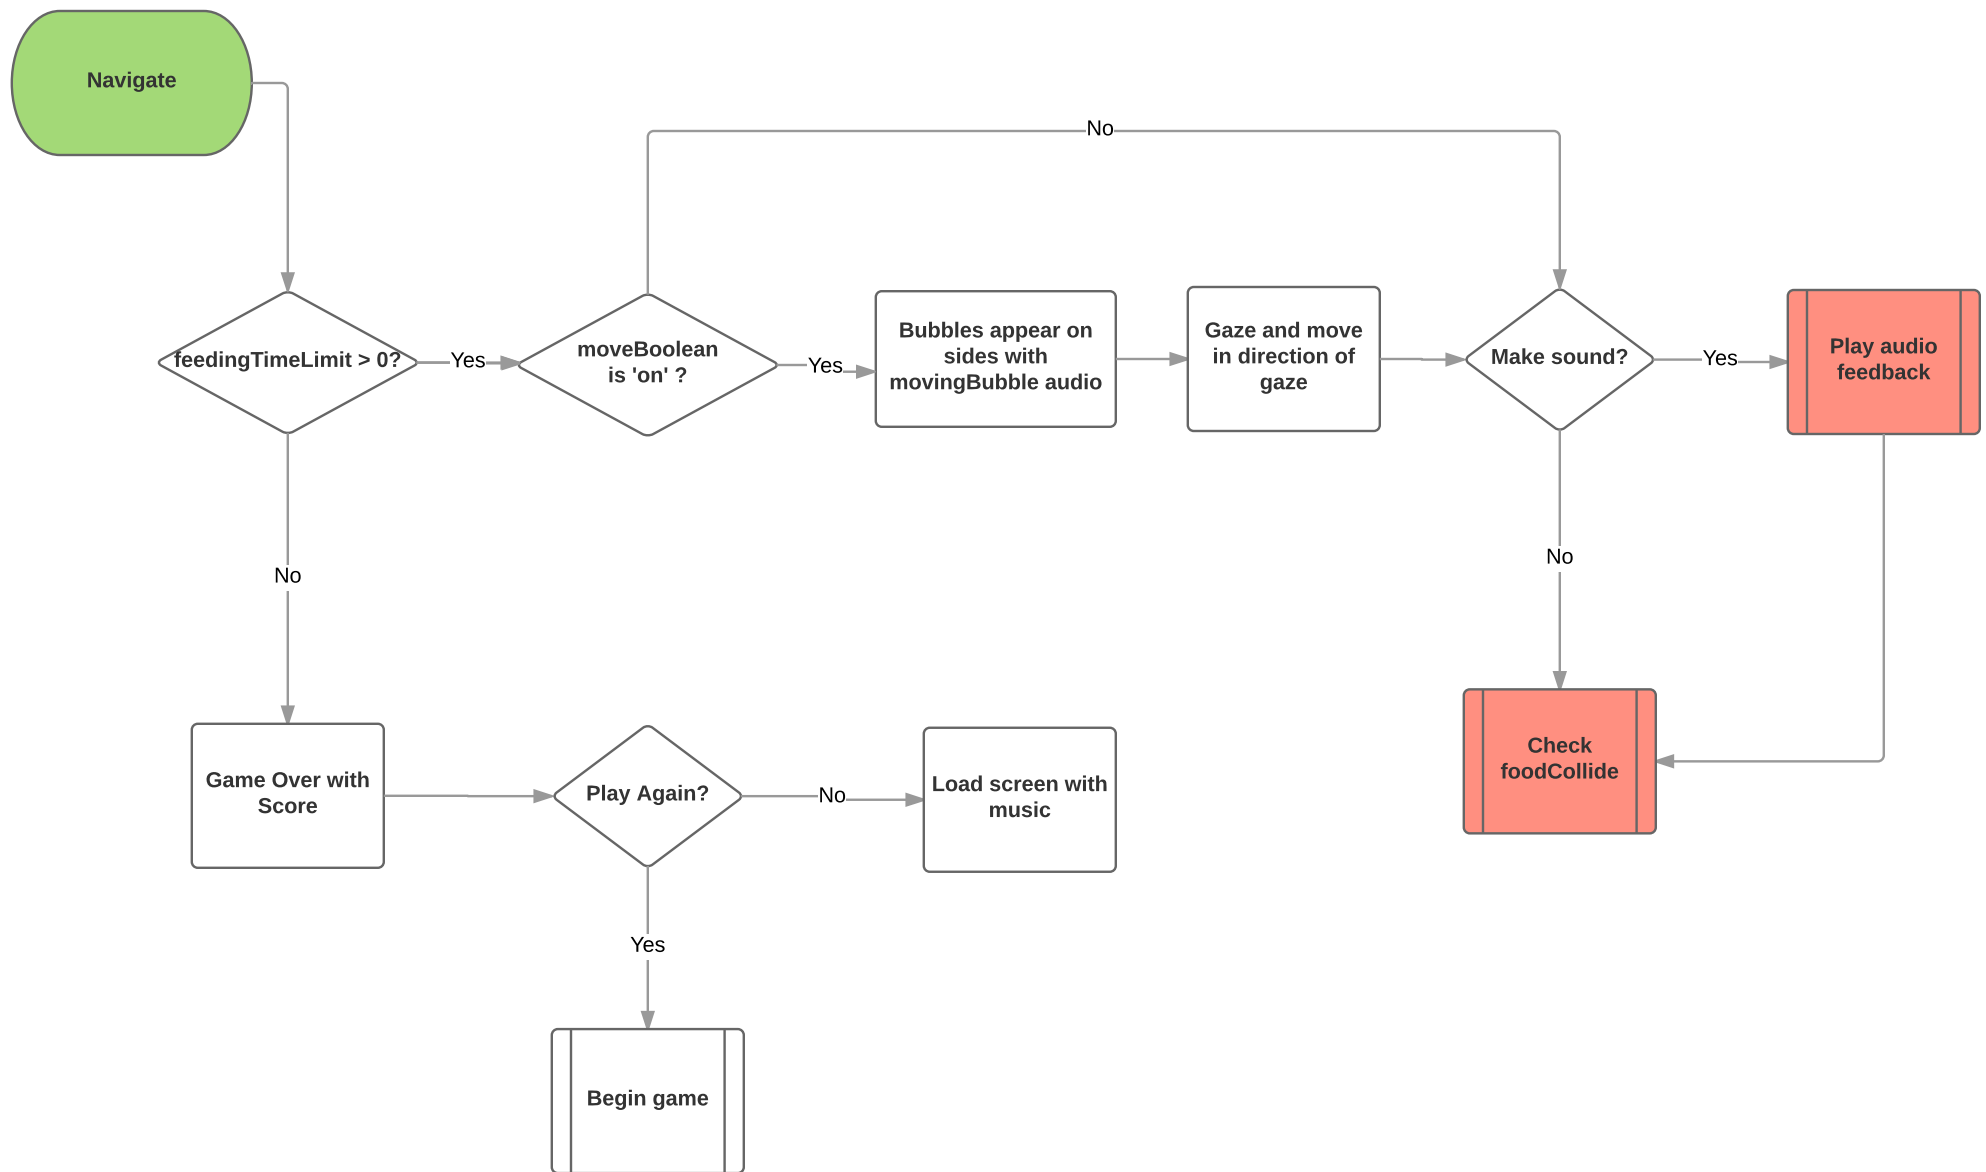 Navigate
No
feedingTimeLimit > 0?
Yes
moveBoolean
is 'on' ?
Yes
Bubbles appear on
sides with
movingBubble audio
Gaze and move
in direction of
gaze
Make sound?
Yes
Play audio
feedback
No
No
Check
foodCollide
Game Over with
Score
Play Again?
No
Load screen with
music
Yes
Begin game